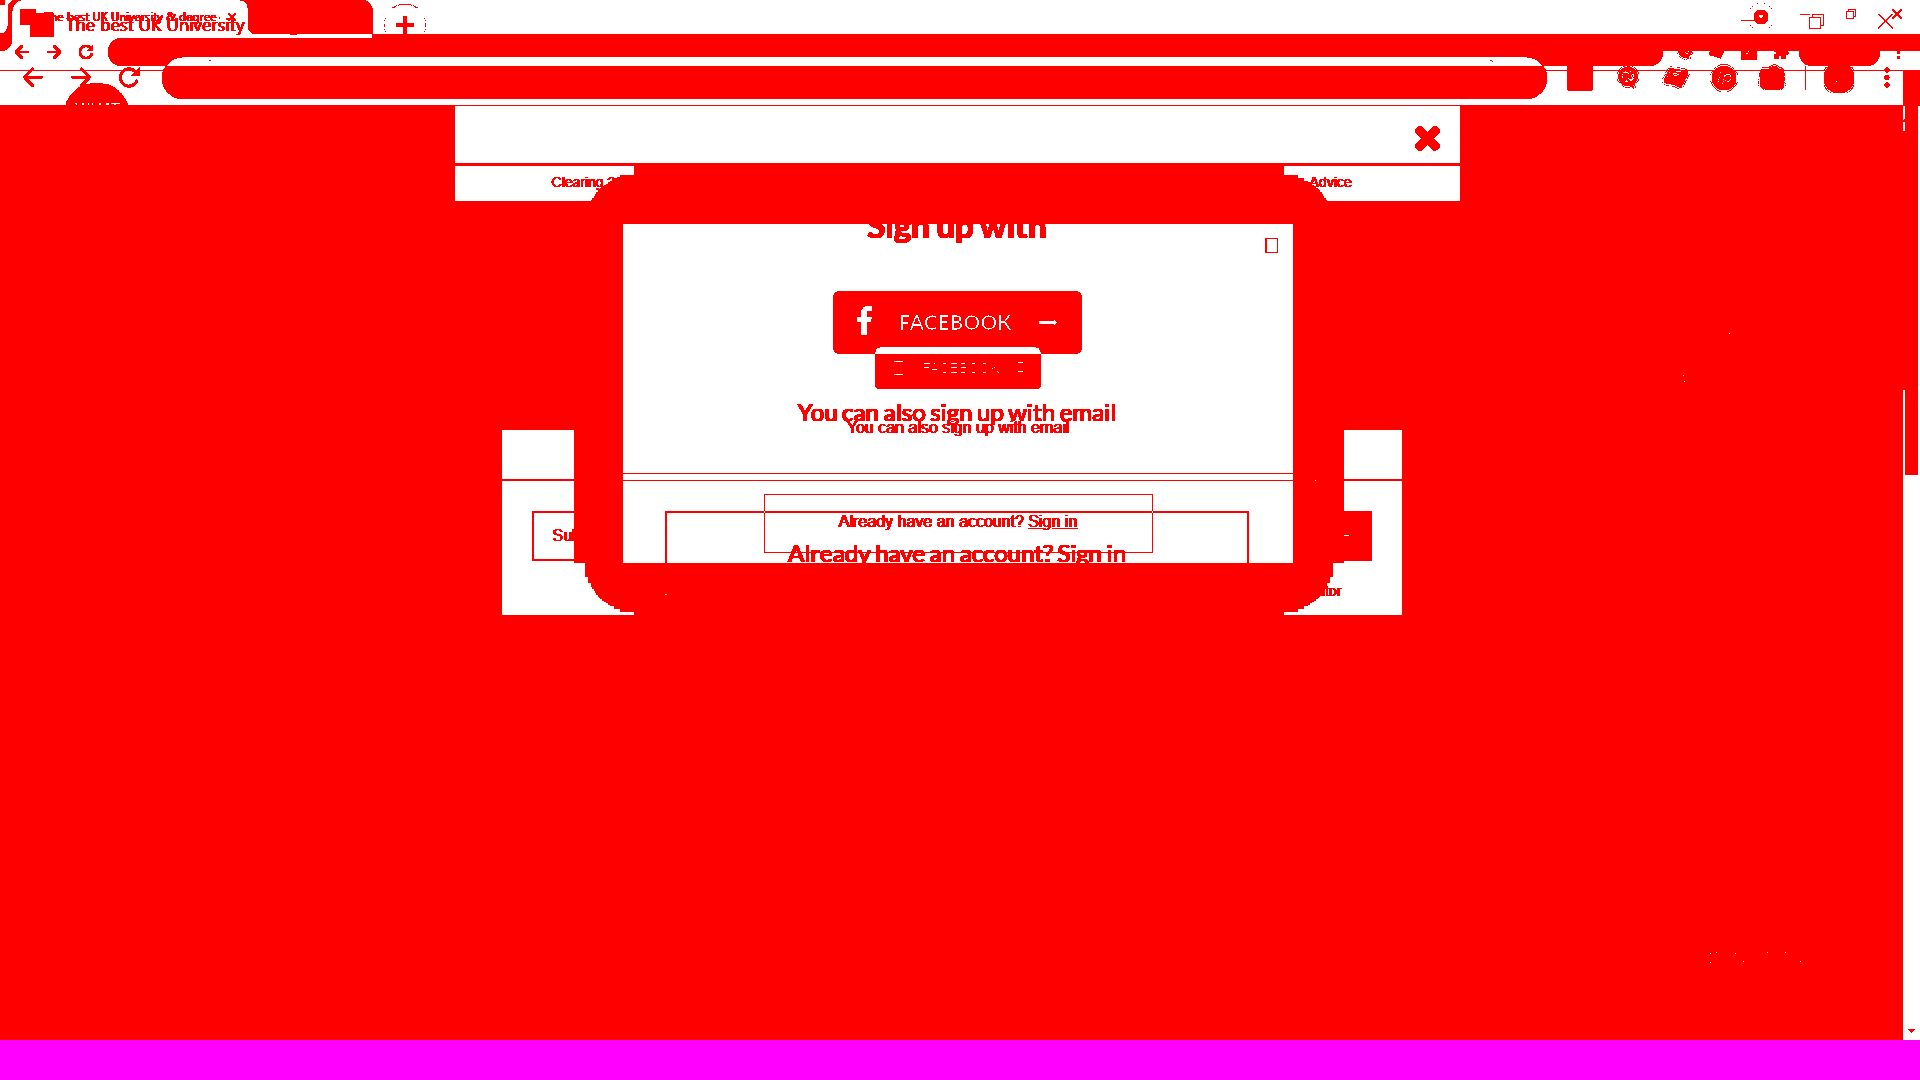 The best UK University & degree
The best UK University
Clearing
Advice
Sign up with
FACEBOOK
FACEBOOK
You can also sign up with email
You can also sign up with email
Already have an account? Sign in
Already have an account? Sign in